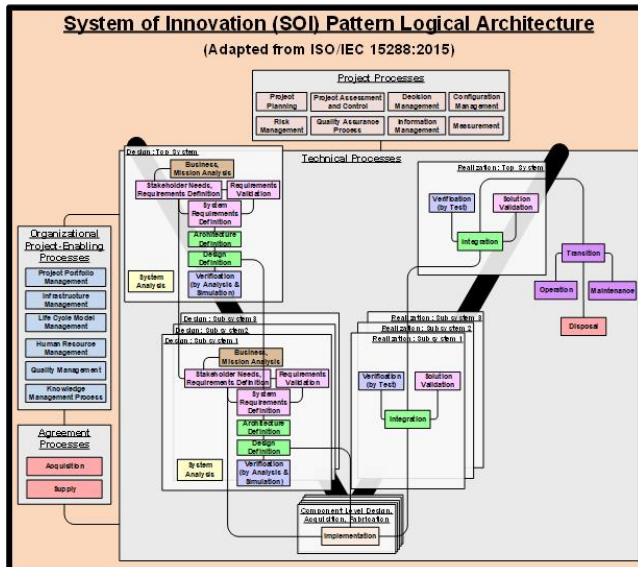 System of Innovation (SOI) Pattern Logical Architecture
(Adapted from ISO/IEC 15288:2015)
Project Processes
Project
Planning
Project Assessment
and Control
Decision
Management
Configuration
Management
Risk
Management
Quality Assurance
Process
Information
Management
Measurement
Technical Processes
Design: Top System
Business,
Mission Analysis
Stakeholder Needs,
Requirements Definition
Requirements
Validation
System
Requirements
Definition
Architecture
Definition
Design
Definition
System
Analysis
Verification
(by Analysis &
Simulation)
Realization: Top System
Verification
(by Test)
Solution
Validation
Integration
Transition
Operation
Maintenance
Disposal
Organizational
Project-Enabling
Processes
Project Portfolio
Management
Infrastructure
Management
Life Cycle Model
Management
Human Resource
Management
Quality Management
Knowledge
Management Process
Agreement
Processes
Acquisition
Supply
Design: Subsystem 3
Design: Subsystem2
Design: Subsystem 1
Business,
Mission Analysis
Stakeholder Needs,
Requirements Definition
Requirements
Validation
System
Requirements
Definition
Architecture
Definition
Design
Definition
System
Analysis
Verification
(by Analysis &
Simulation)
Realization: Subsystem 3
Realization: Subsystem 2
Realization: Subsystem 1
Verification
(by Test)
Solution
Validation
Integration
Component Level Design,
Acquisition, Fabrication
Implementation